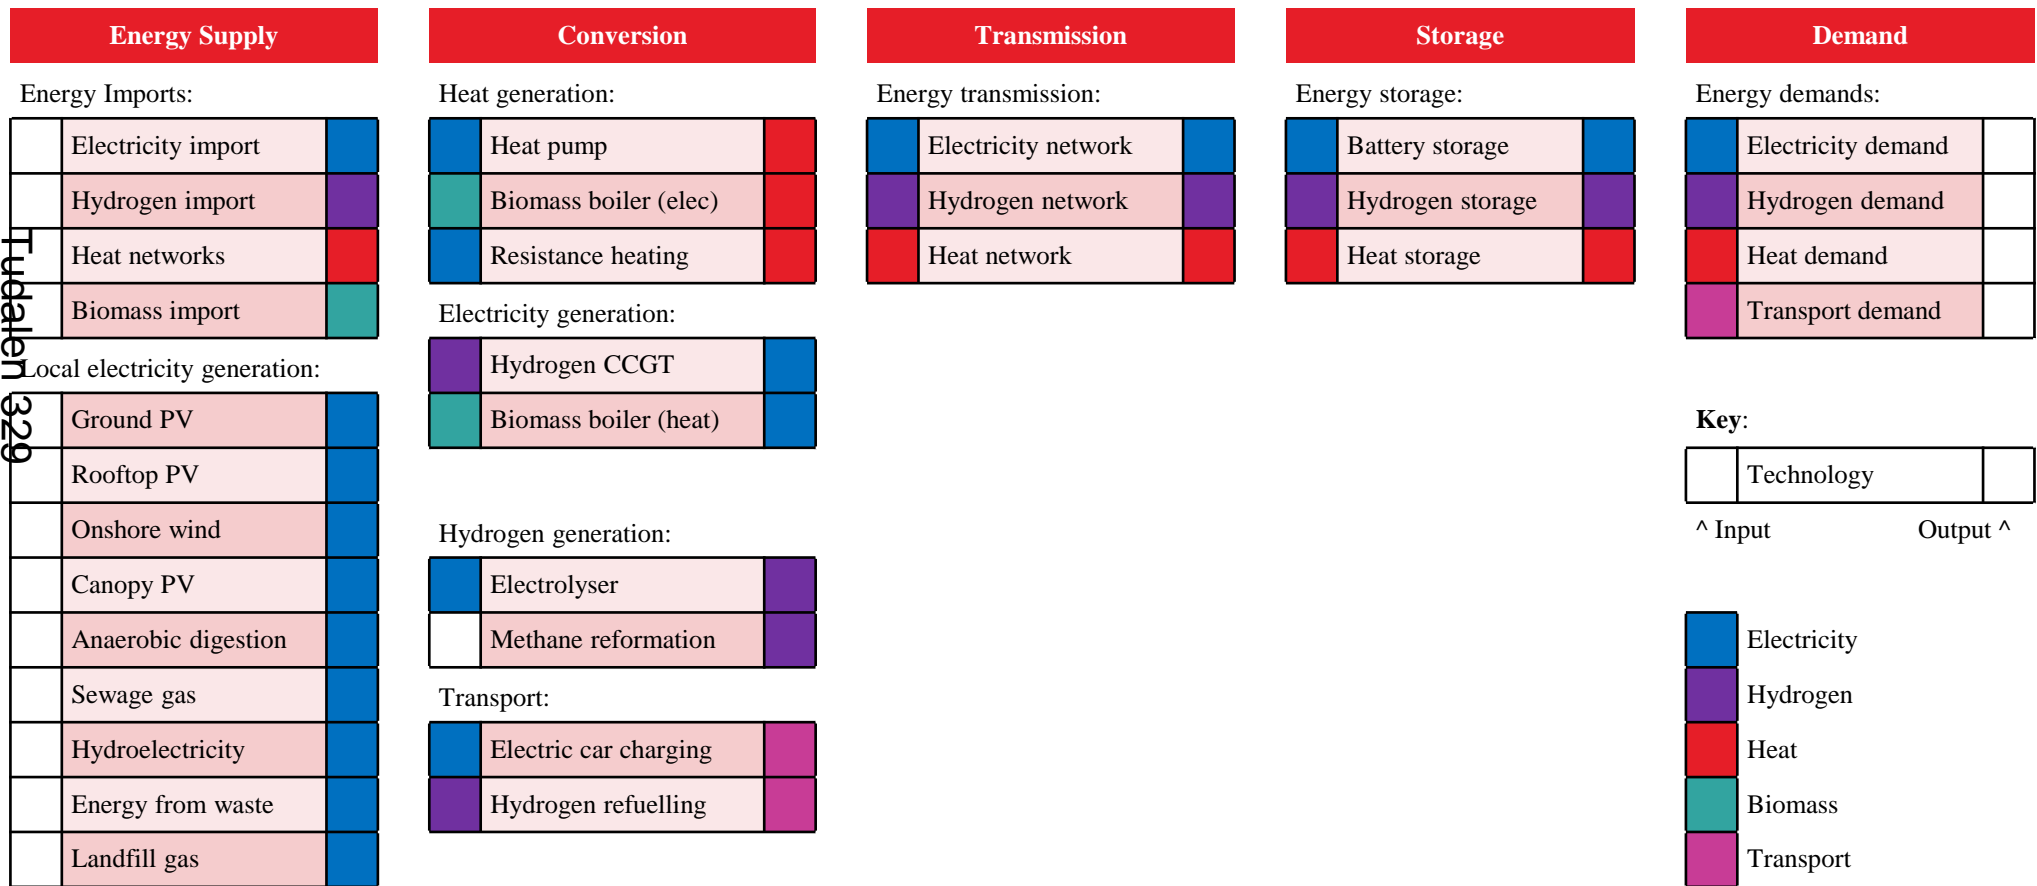 Energy Supply
Energy Imports:
Electricity import
Hydrogen import
Heat networks
Biomass import
Local electricity generation:
Ground PV
Rooftop PV
Onshore wind
Canopy PV
Anaerobic digestion
Sewage gas
Hydroelectricity
Energy from waste
Landfill gas
Tudalen 329
Conversion
Heat generation:
Heat pump
Biomass boiler (elec)
Resistance heating
Electricity generation:
Hydrogen CCGT
Biomass boiler (heat)
Hydrogen generation:
Electrolyser
Methane reformation
Transport:
Electric car charging
Hydrogen refuelling
Transmission
Energy transmission:
Electricity network
Hydrogen network
Heat network
Storage
Energy storage:
Battery storage
Hydrogen storage
Heat storage
Demand
Energy demands:
Electricity demand
Hydrogen demand
Heat demand
Transport demand
Key:
Technology
^ Input Output ^
Electricity
Hydrogen
Heat
Biomass
Transport